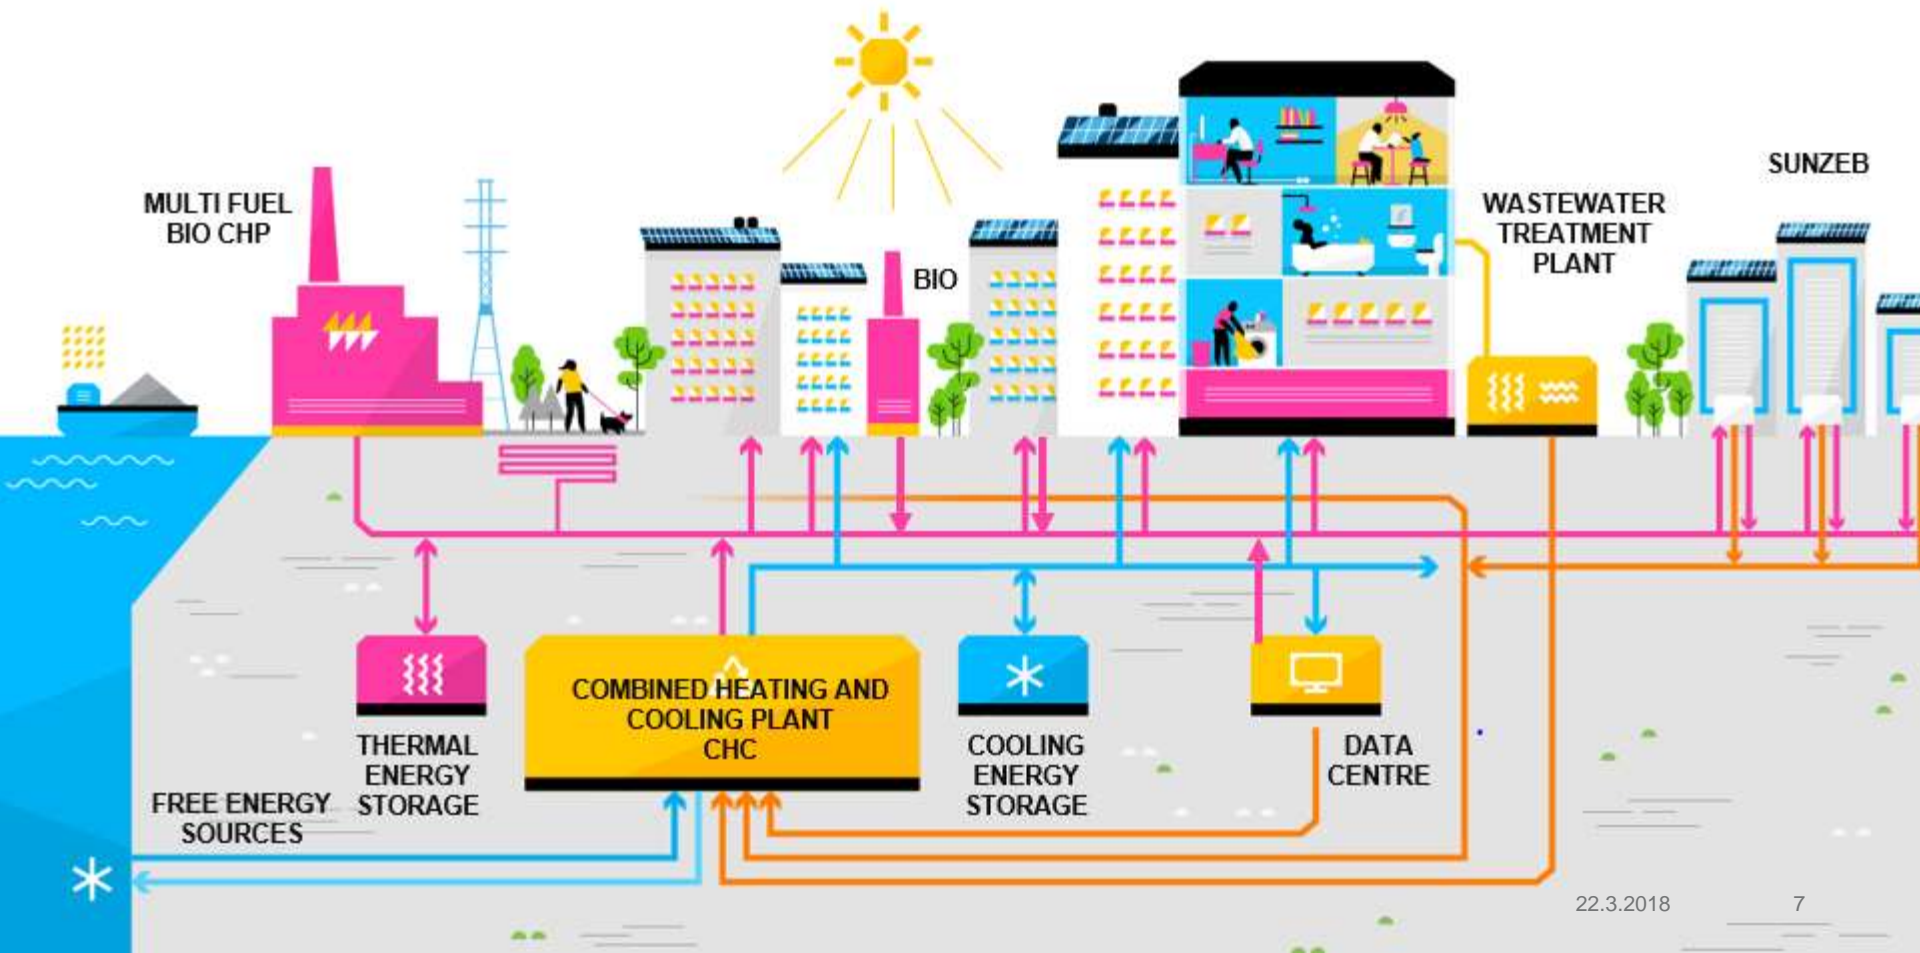 MULTI FUEL
BIO CHP
BIO
WASTEWATER
TREATMENT
PLANT
SUNZEB
THERMAL
ENERGY
STORAGE
COMBINED HEATING AND
COOLING PLANT
CHC
COOLING
ENERGY
STORAGE
DATA
CENTRE
FREE ENERGY
SOURCES
22.3.2018
7